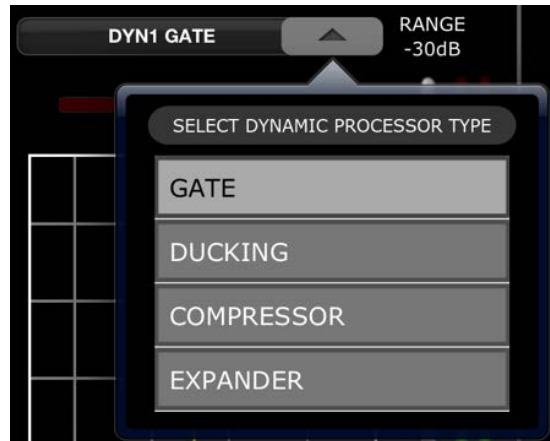 DYN1 GATE
RANGE
-30dB
SELECT DYNAMIC PROCESSOR TYPE
GATE
DUCKING
COMPRESSOR
EXPANDER